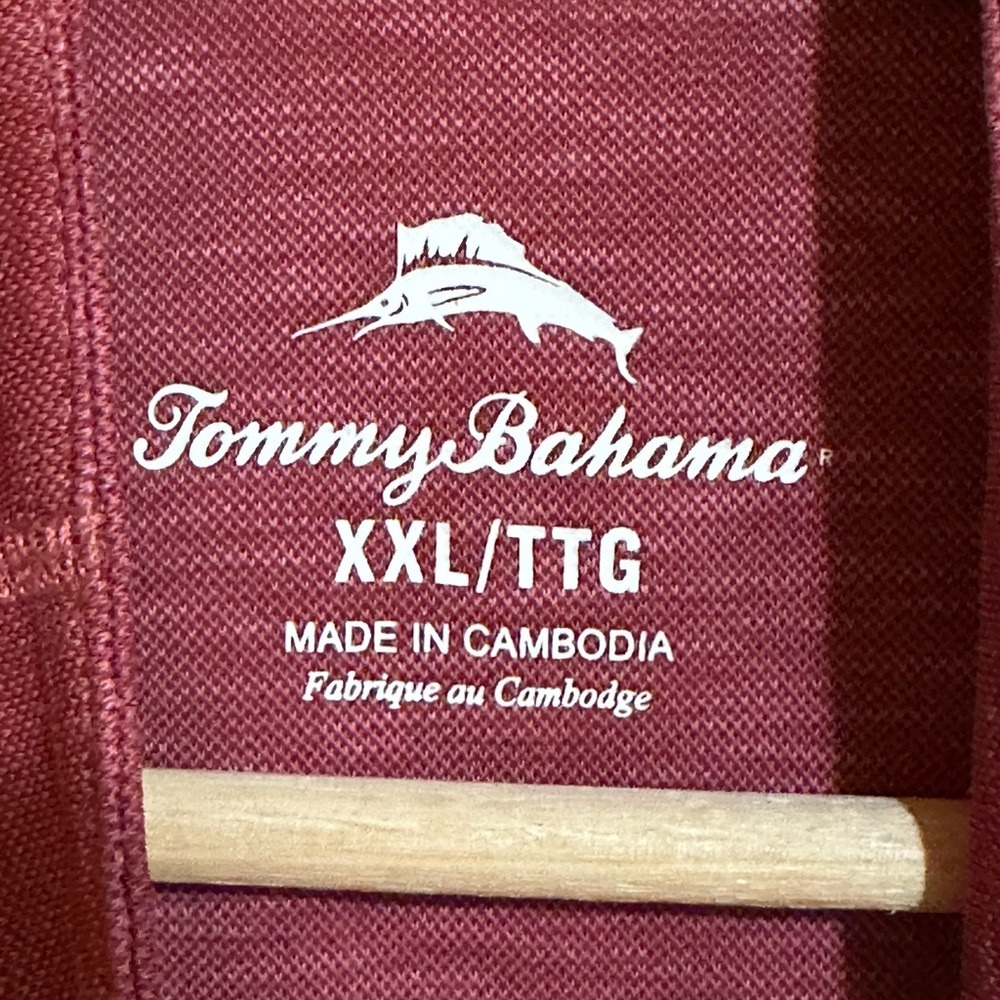 Tommy Bahama®
XXL/TTG
MADE IN CAMBODIA
Fabrique au Cambodge